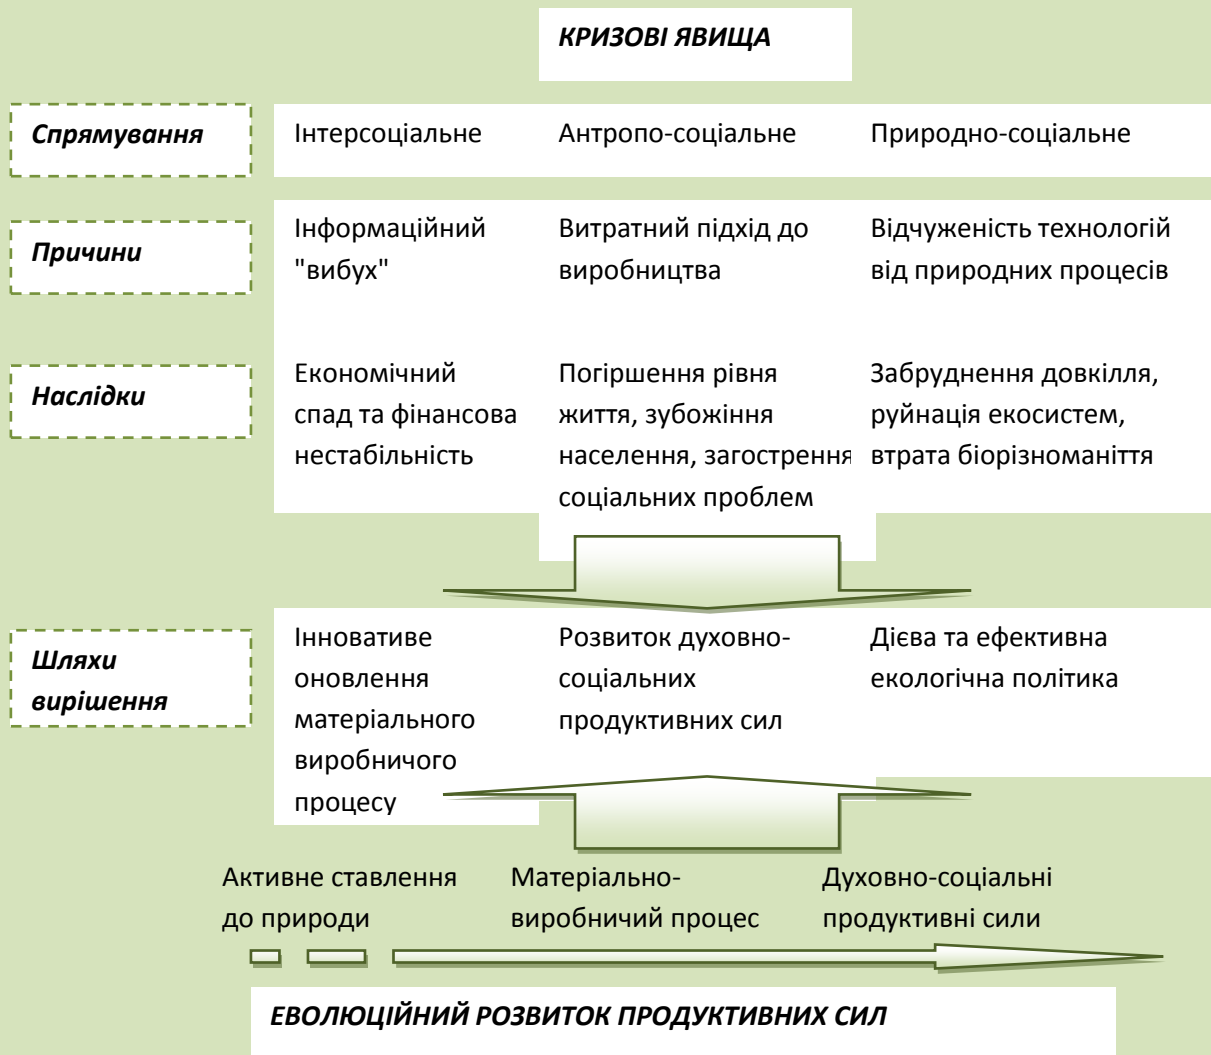 КРИЗОВІ ЯВИЩА
Спрямування
Інтерсоціальне
Антропо-соціальне
Природно-соціальне
Причини
Інформаційний
"вибух"
Витратний підхід до
виробництва
Відчуженість технологій
від природних процесів
Наслідки
Економічний
спад та фінансова
нестабільність
Погіршення рівня
життя, зубожіння
населення, загострення
соціальних проблем
Забруднення довкілля,
руйнація екосистем,
втрата біорізноманіття
Шляхи
вирішення
Інновативе
оновлення
матеріального
виробничого
процесу
Розвиток духовно-
соціальних
продуктивних сил
Дієва та ефективна
екологічна політика
Активне ставлення
до природи
Матеріально-
виробничий процес
Духовно-соціальні
продуктивні сили
ЕВОЛЮЦІЙНИЙ РОЗВИТОК ПРОДУКТИВНИХ СИЛ